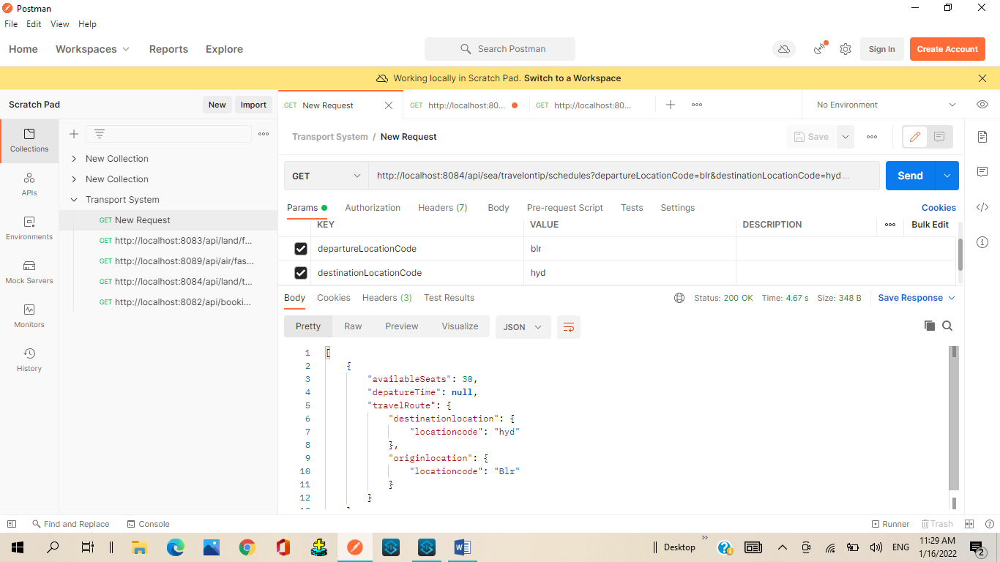 Postman
File Edit View Help
Home Workspaces Reports Explore Search Postman Sign In Create Account
Working locally in Scratch Pad. Switch to a Workspace
Scratch Pad New Import GET New Request GET http://localhost:80... GET http://localhost:80... No Environment
Transport System / New Request Save
Collections
New Collection
New Collection
Transport System
GET New Request
GET http://localhost:8083/api/land/f...
GET http://localhost:8089/api/air/fas...
GET http://localhost:8084/api/land/t...
GET http://localhost:8082/api/booki...
APIs
Environments
Mock Servers
Monitors
History
GET http://localhost:8084/api/sea/travelontip/schedules?departureLocationCode=blr&destinationLocationCode=hyd... Send
Params Authorization Headers (7) Body Pre-request Script Tests Settings Cookies
KEY VALUE DESCRIPTION Bulk Edit
departureLocationCode blr
destinationLocationCode hyd
Body Cookies Headers (3) Test Results Status: 200 OK Time: 4.67 s Size: 348 B Save Response
Pretty Raw Preview Visualize JSON
1 [
2 {
3 "availableSeats": 30,
4 "depatureTime": null,
5 "travelRoute": {
6 "destinationlocation": {
7 "locationcode": "hyd"
8 },
9 "originlocation": {
10 "locationcode": "Blr"
11 }
12 }
Find and Replace Console Runner Trash
Desktop ENG 11:29 AM
1/16/2022 2